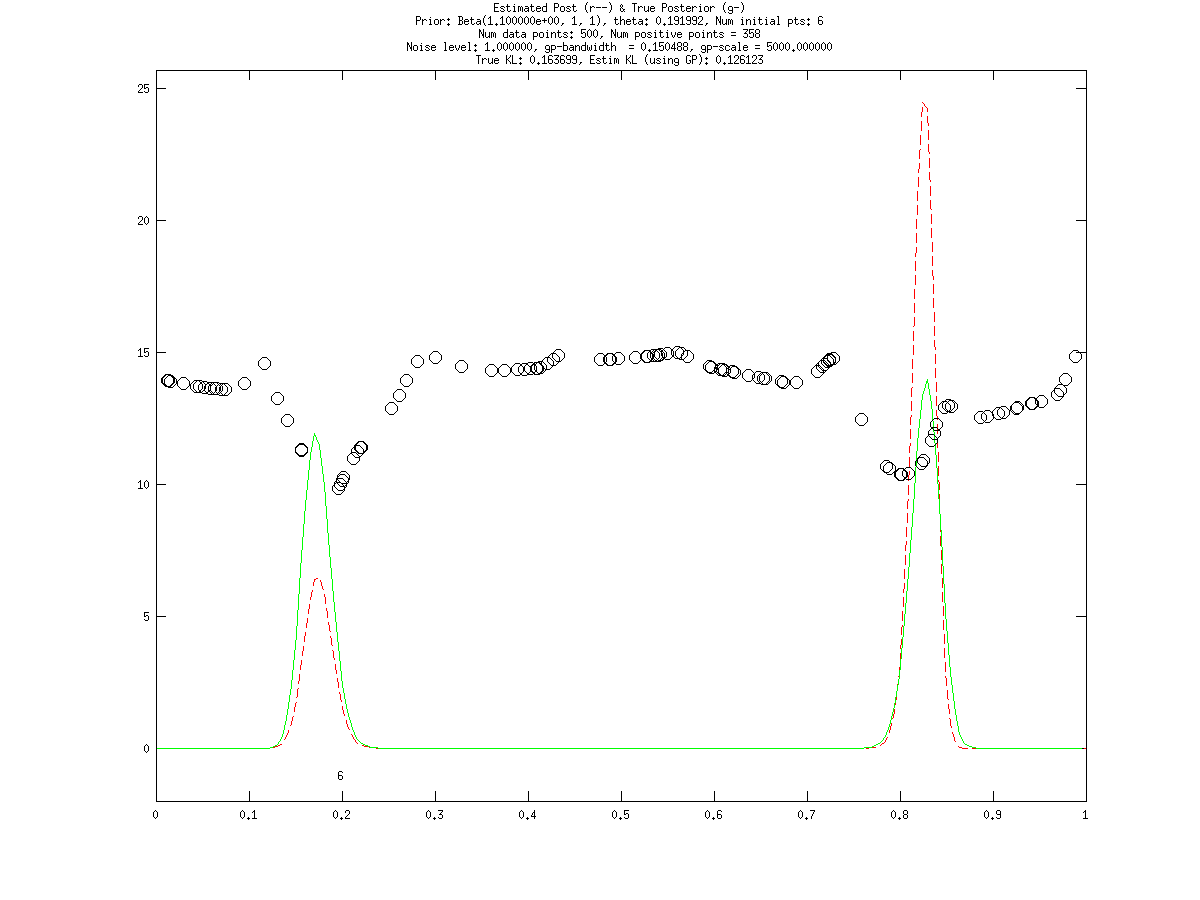 Estimated Post (r--) & True Posterior (g-)
Prior: Beta(1.100000e+00, 1, 1), theta: 0.191992, Num initial pts: 6
Num data points: 500, Num positive points = 358
Noise level: 1.000000, gp-bandwidth  = 0.150488, gp-scale = 5000.000000
True KL: 0.163699, Estim KL (using GP): 0.126123
25
20
15
10
5
0
6
0 0.1 0.2 0.3 0.4 0.5 0.6 0.7 0.8 0.9 1